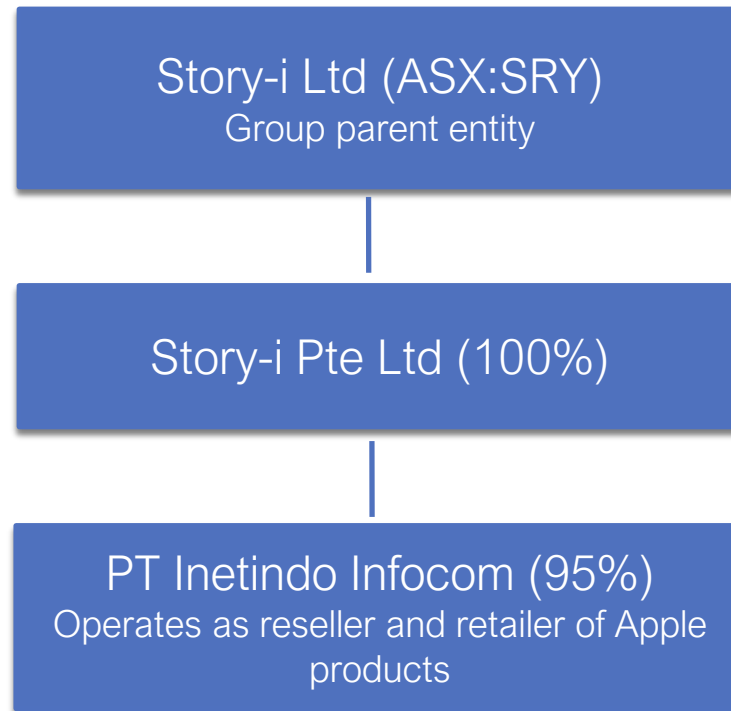 Story-i Ltd (ASX:SRY)
Group parent entity
Story-i Pte Ltd (100%)
PT Inetindo Infocom (95%)
Operates as reseller and retailer of Apple
products